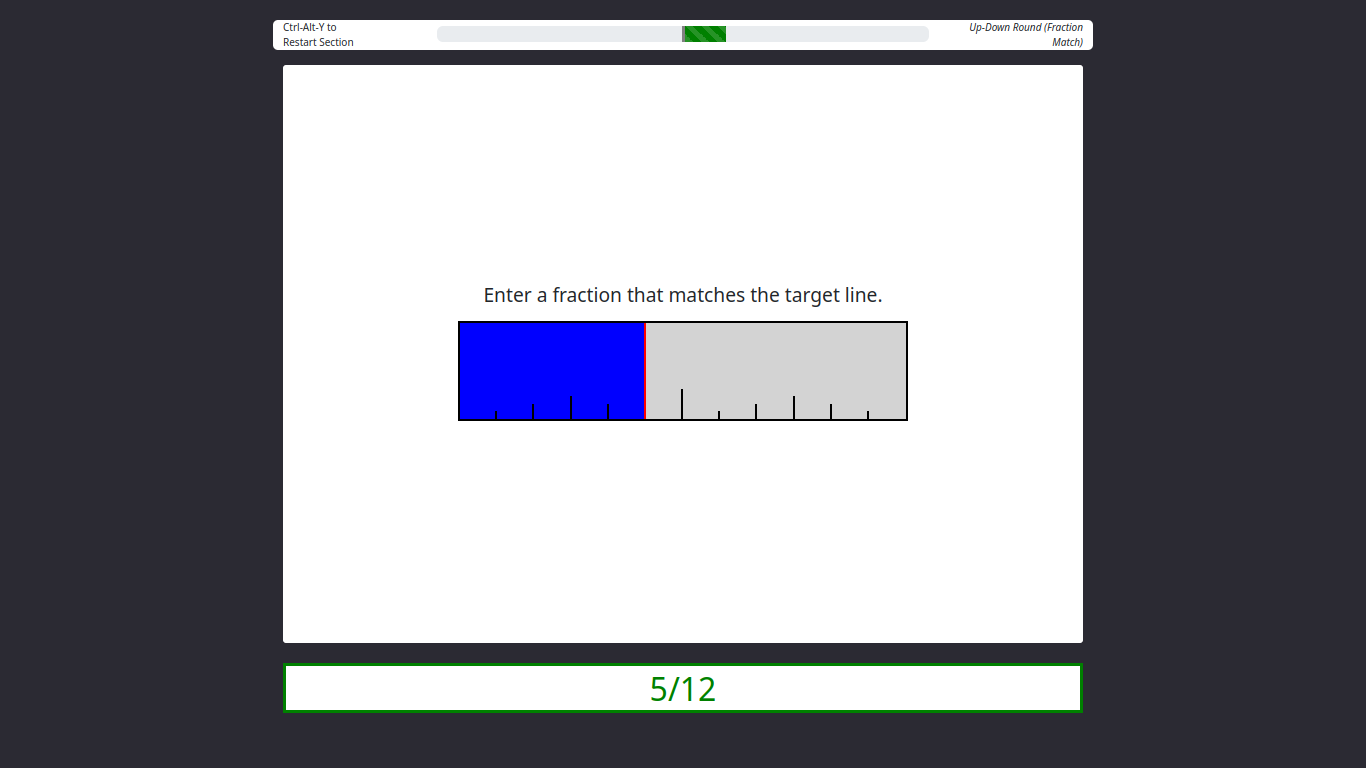 Ctrl-Alt-Y to
Restart Section
Up-Down Round (Fraction
Match)
Enter a fraction that matches the target line.
5/12